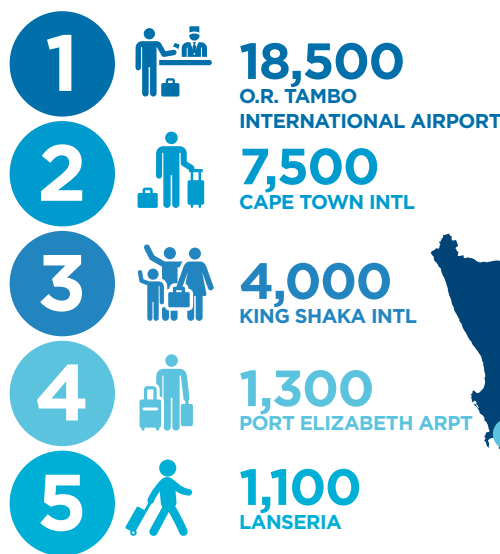 1
18,500
O.R. TAMBO
INTERNATIONAL AIRPORT
2
7,500
CAPE TOWN INTL
3
4,000
KING SHAKA INTL
4
1,300
PORT ELIZABETH ARPT
5
1,100
LANSERIA